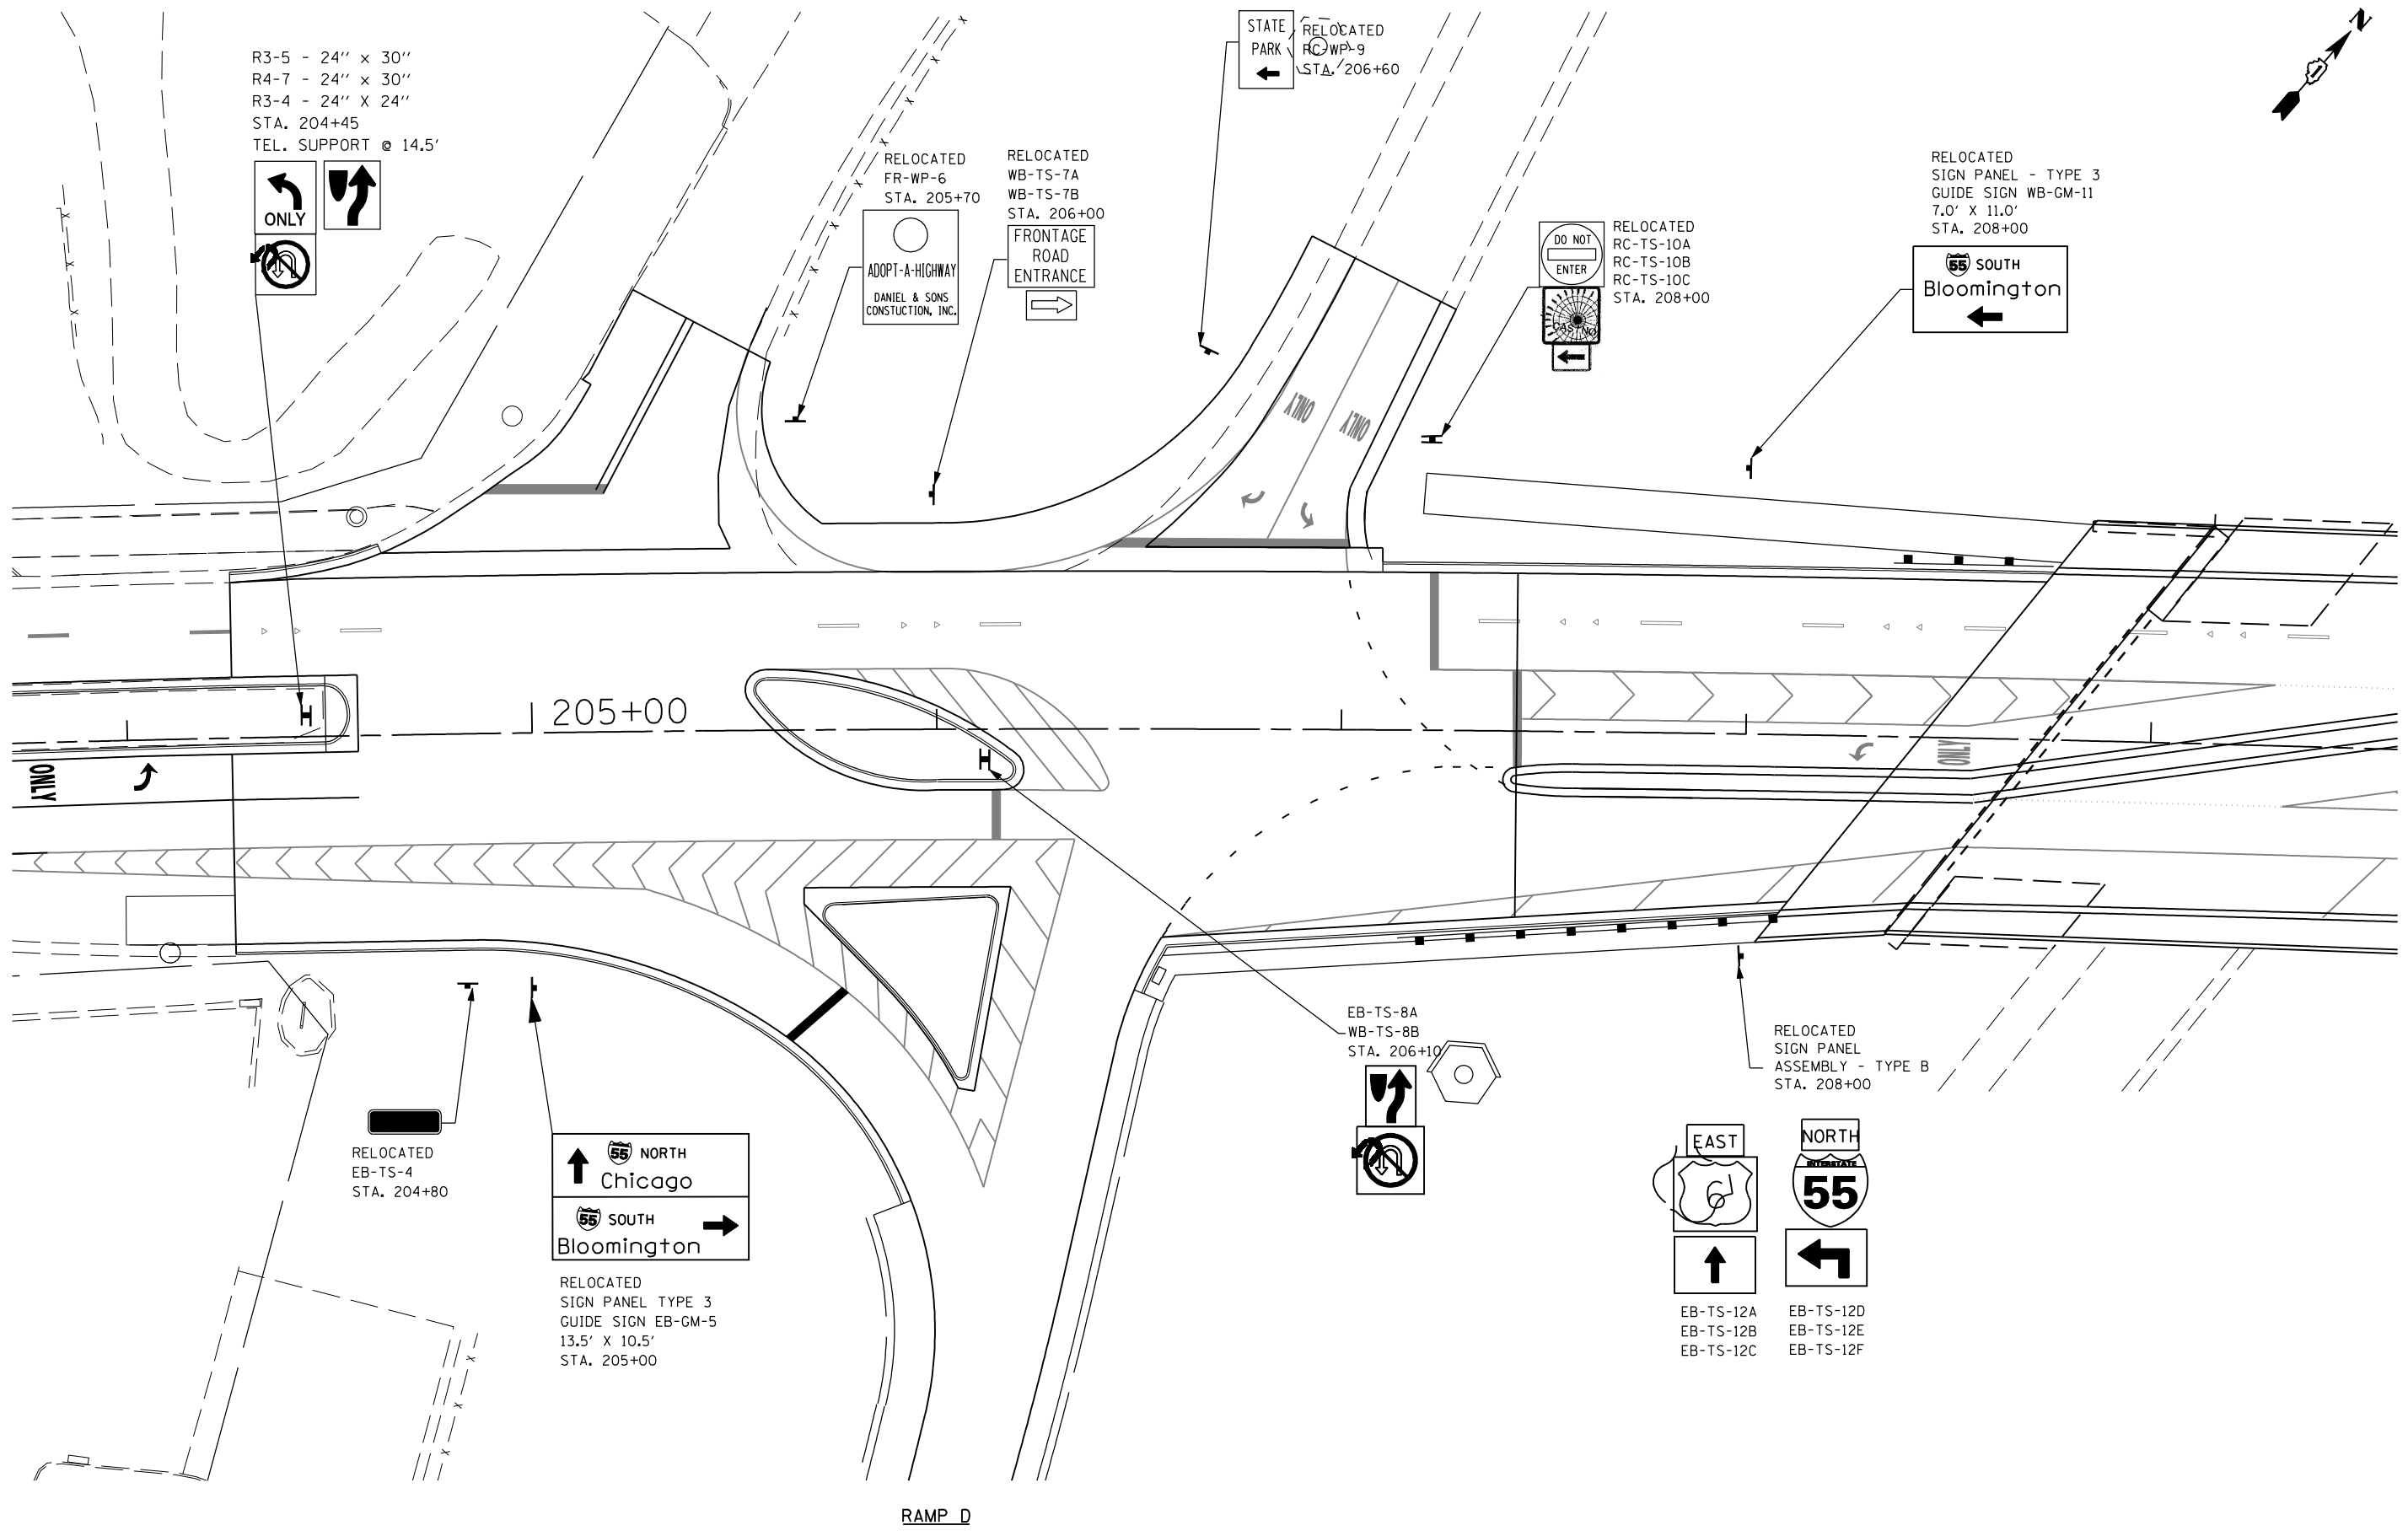 R3-5 - 24'' x 30''
R4-7 - 24'' x 30''
R3-4 - 24'' X 24''
STA. 204+45
TEL. SUPPORT @ 14.5'
ONLY
RELOCATED
FR-WP-6
STA. 205+70
ADOPT-A-HIGHWAY
DANIEL & SONS
CONSTUCTION, INC.
RELOCATED
WB-TS-7A
WB-TS-7B
STA. 206+00
FRONTAGE
ROAD
ENTRANCE
STATE
PARK
RELOCATED
RC-WP-9
STA. 206+60
DO NOT
ENTER
CASINO
RELOCATED
RC-TS-10A
RC-TS-10B
RC-TS-10C
STA. 208+00
RELOCATED
SIGN PANEL - TYPE 3
GUIDE SIGN WB-GM-11
7.0' X 11.0'
STA. 208+00
55 SOUTH
Bloomington
N
ONLY
ONLY
205+00
ONLY
ONLY
RELOCATED
EB-TS-4
STA. 204+80
55 NORTH
Chicago
55 SOUTH
Bloomington
RELOCATED
SIGN PANEL TYPE 3
GUIDE SIGN EB-GM-5
13.5' X 10.5'
STA. 205+00
EB-TS-8A
WB-TS-8B
STA. 206+10
RELOCATED
SIGN PANEL
ASSEMBLY - TYPE B
STA. 208+00
EAST
6
NORTH
INTERSTATE
55
EB-TS-12A
EB-TS-12B
EB-TS-12C
EB-TS-12D
EB-TS-12E
EB-TS-12F
RAMP D